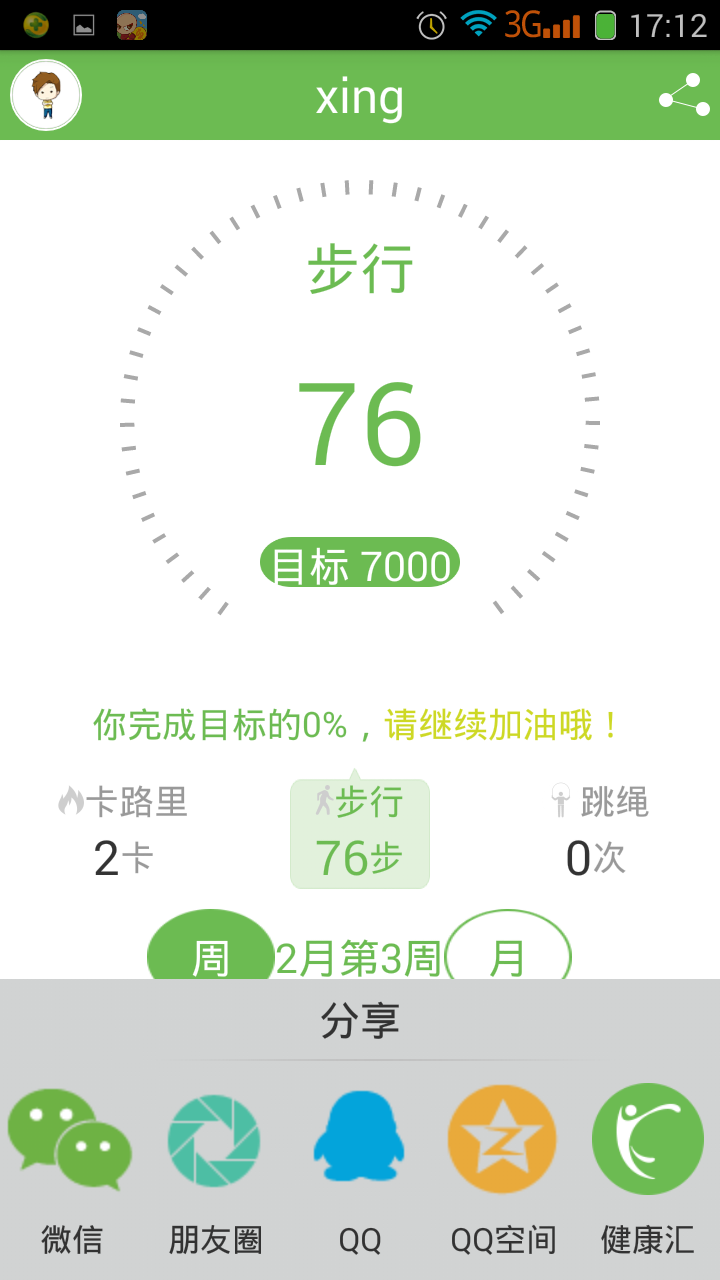 3G 17:12
xing
步行
76
目标 7000
你完成目标的0%，请继续加油哦！
卡路里 步行 跳绳
2卡 76步 0次
周 2月第3周 月
分享
微信 朋友圈 QQ QQ空间 健康汇